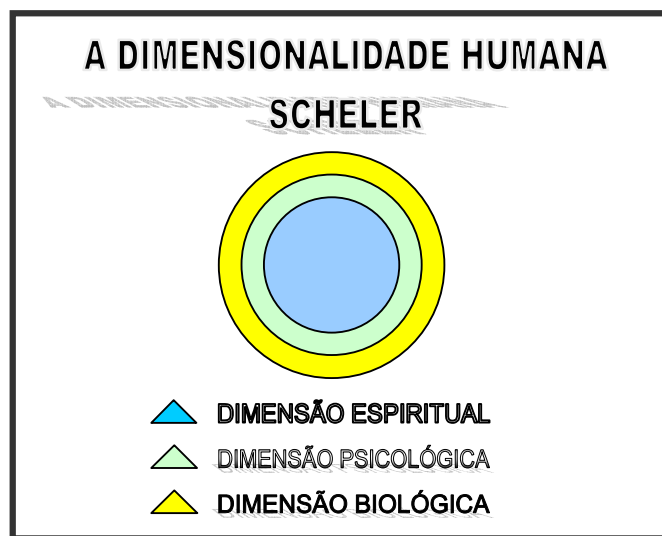 A DIMENSIONALIDADE HUMANA
SCHELER
DIMENSÃO ESPIRITUAL
DIMENSÃO PSICOLÓGICA
DIMENSÃO BIOLÓGICA